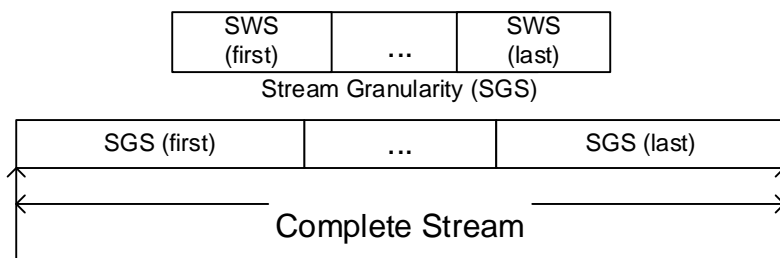 SWS SWS
(first) ... (last)
Stream Granularity (SGS)
SGS (first) ... SGS (last)
Complete Stream